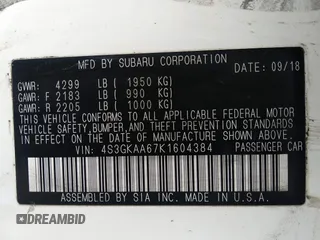 MFD BY SUBARU CORPORATION
GVWR: 4299 LB ( 1950 KG) DATE: 09/18
GAWR: F 2183 LB ( 990 KG)
GAWR: R 2205 LB ( 1000 KG)
THIS VEHICLE CONFORMS TO ALL APPLICABLE FEDERAL MOTOR
VEHICLE SAFETY,BUMPER,AND THEFT PREVENTION STANDARDS
IN EFFECT ON THE DATE OF MANUFACTURE SHOWN ABOVE.
VIN: 4S3GKAA67K1604384 PASSENGER CAR
ASSEMBLED BY SIA INC. MADE IN U.S.A.
DREAMBID